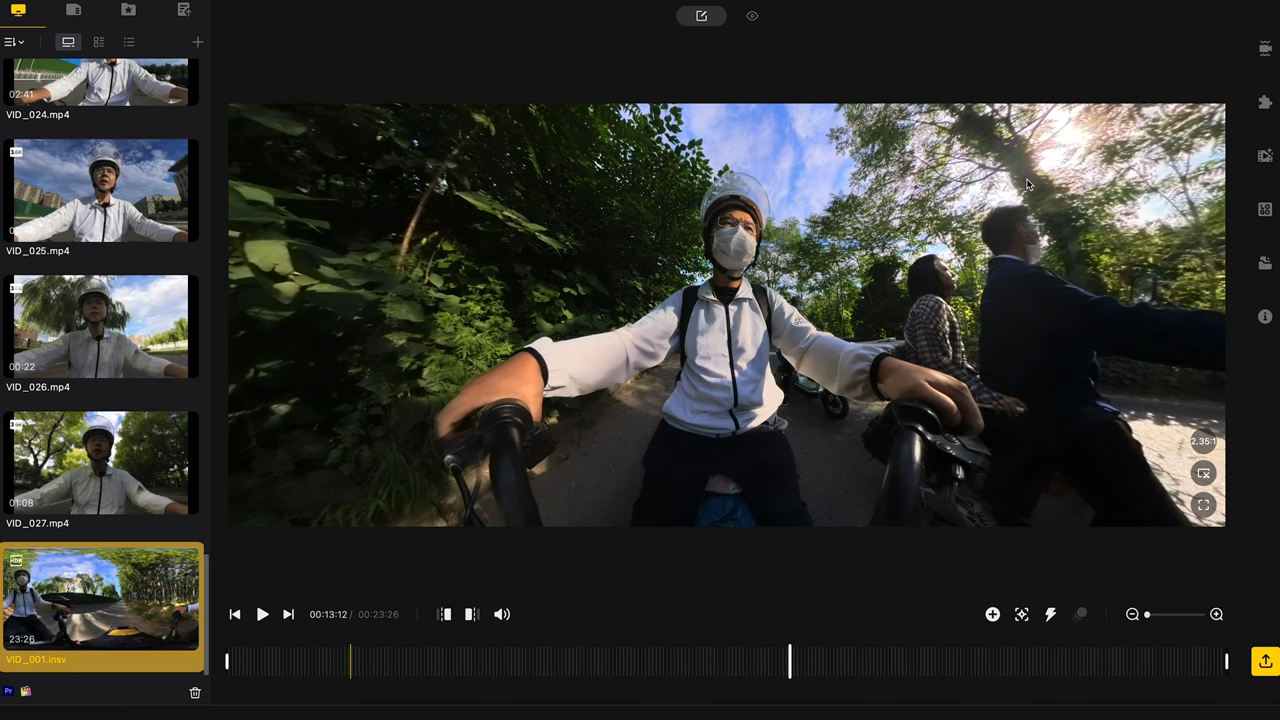 02:41
VID_024.mp4
VID_025.mp4
00:22
VID_026.mp4
01:08
VID_027.mp4
HDR
23:26
VID_001.insv
Pr
2.35:1
00:13:12 / 00:23:26